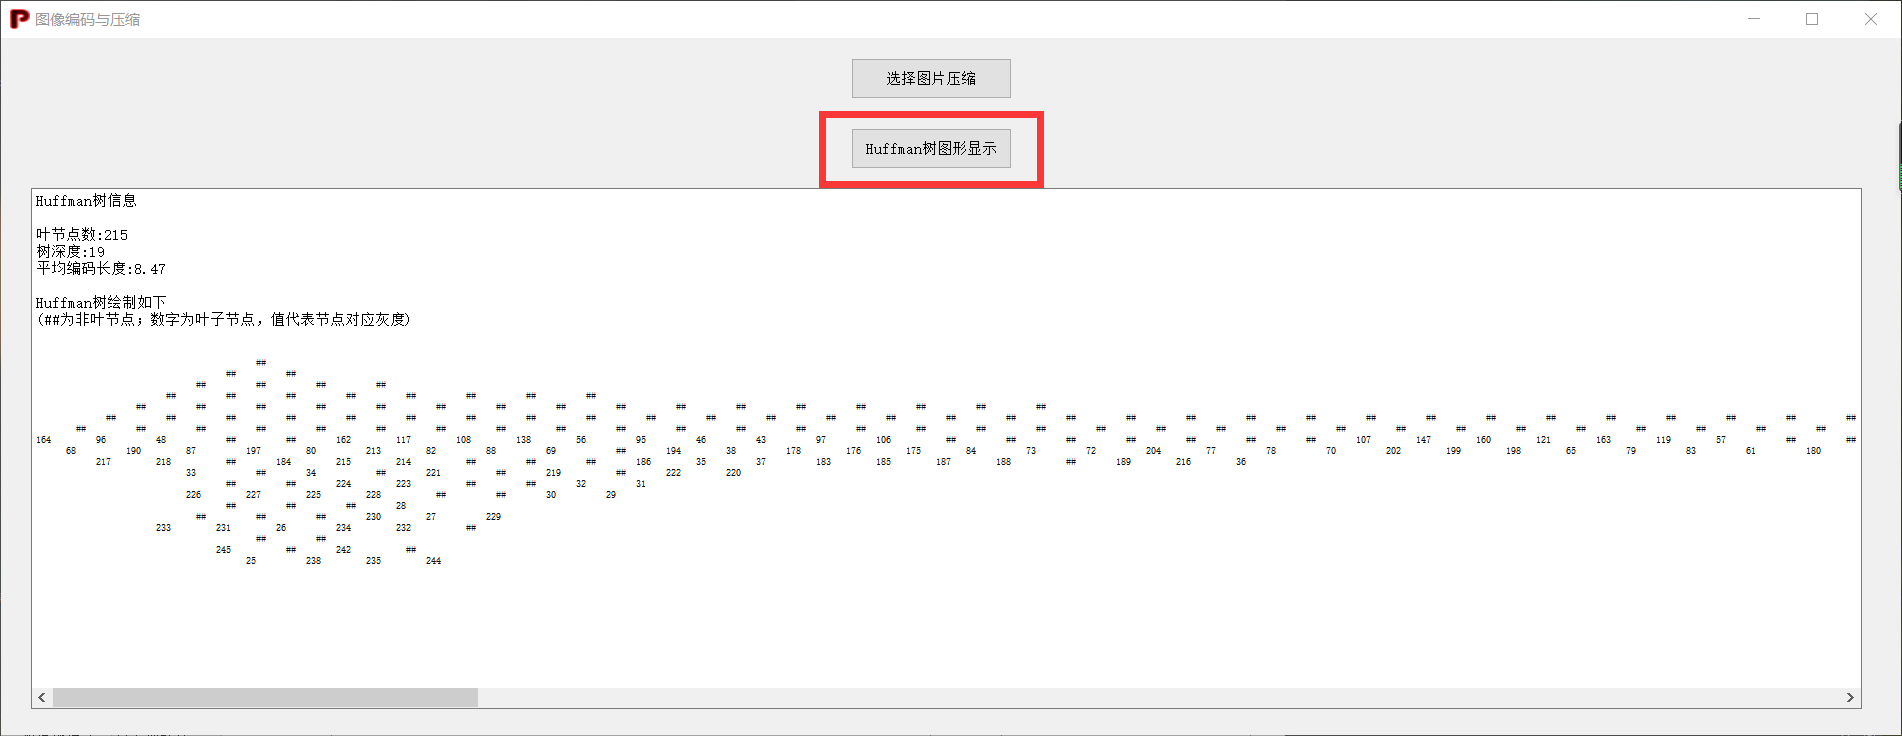 图像编码与压缩
选择图片压缩
Huffman树图形显示
Huffman树信息
叶节点数:215
树深度:19
平均编码长度:8.47
Huffman树绘制如下
(##为非叶节点；数字为叶子节点，值代表节点对应灰度)
##
## ##
## ## ## ##
## ## ## ## ## ## ## ##
## ## ## ## ## ## ## ## ## ## ## ## ## ## ## ##
## ## ## ## ## ## ## ## ## ## ## ## ## ## ## ## ## ## ## ## ## ## ## ## ## ## ## ## ## ##
## ## ## ## ## ## ## ## ## ## ## ## ## ## ## ## ## ## ## ## ## ## ## ## ## ## ## ## ## ##
164 96 48 ## ## 162 117 108 138 56 95 46 43 97 106 ## ## ## ## ## ## ## 107 147 160 121 163 119 57 ## ##
68 190 87 197 80 213 82 88 69 ## 194 38 178 176 175 84 73 72 204 77 78 70 202 199 198 65 79 83 61 180
217 218 ## 184 215 214 ## ## ## 186 35 37 183 185 187 188 ## 189 216 36
33 ## 34 ## 221 ## 219 ## 222 220
## ## 224 223 ## ## 32 31
226 227 225 228 ## ## 30 29
## ## ## 28
## ## ## 230 27 229
233 231 26 234 232 ##
## ##
245 ## 242 ##
25 238 235 244